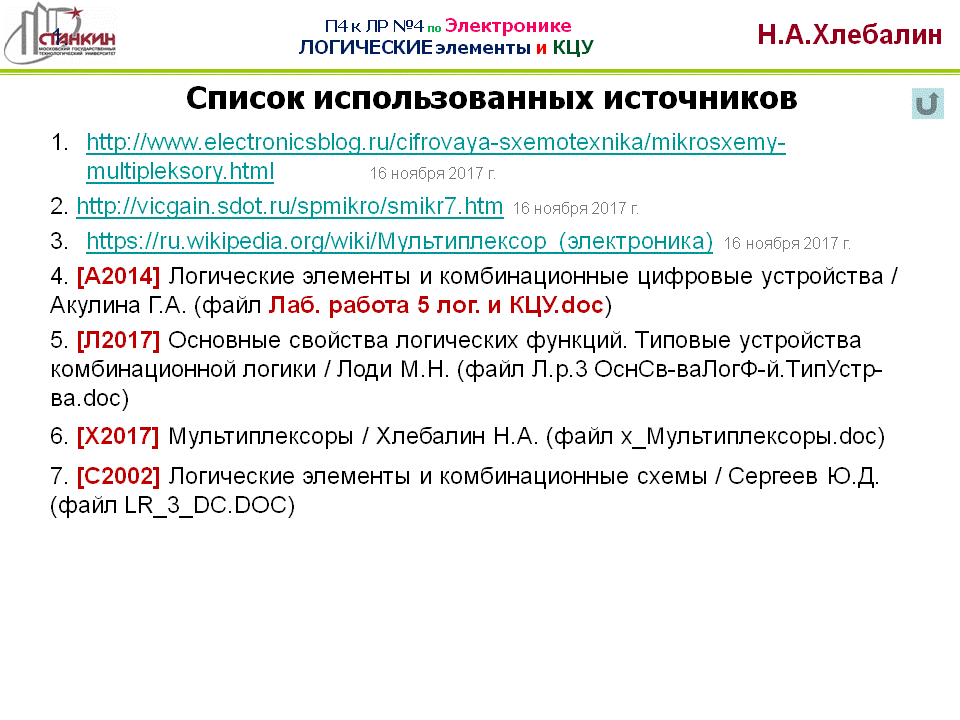 СТАНКИН
МОСКОВСКИЙ ГОСУДАРСТВЕННЫЙ
ТЕХНОЛОГИЧЕСКИЙ УНИВЕРСИТЕТ
1
П4 к ЛР №4 по Электронике
ЛОГИЧЕСКИЕ элементы и КЦУ
Н.А.Хлебалин
Список использованных источников
1. http://www.electronicsblog.ru/cifrovaya-sxemotexnika/mikrosxemy-
multipleksory.html 16 ноября 2017 г.
2. http://vicgain.sdot.ru/spmikro/smikr7.htm 16 ноября 2017 г.
3. https://ru.wikipedia.org/wiki/Мультиплексор_(электроника) 16 ноября 2017 г.
4. [А2014] Логические элементы и комбинационные цифровые устройства /
Акулина Г.А. (файл Лаб. работа 5 лог. и КЦУ.doc)
5. [Л2017] Основные свойства логических функций. Типовые устройства
комбинационной логики / Лоди М.Н. (файл Л.р.3 ОснСв-ваЛогФ-й.ТипУстр-
ва.doc)
6. [Х2017] Мультиплексоры / Хлебалин Н.А. (файл х_Мультиплексоры.doc)
7. [С2002] Логические элементы и комбинационные схемы / Сергеев Ю.Д.
(файл LR_3_DC.DOC)